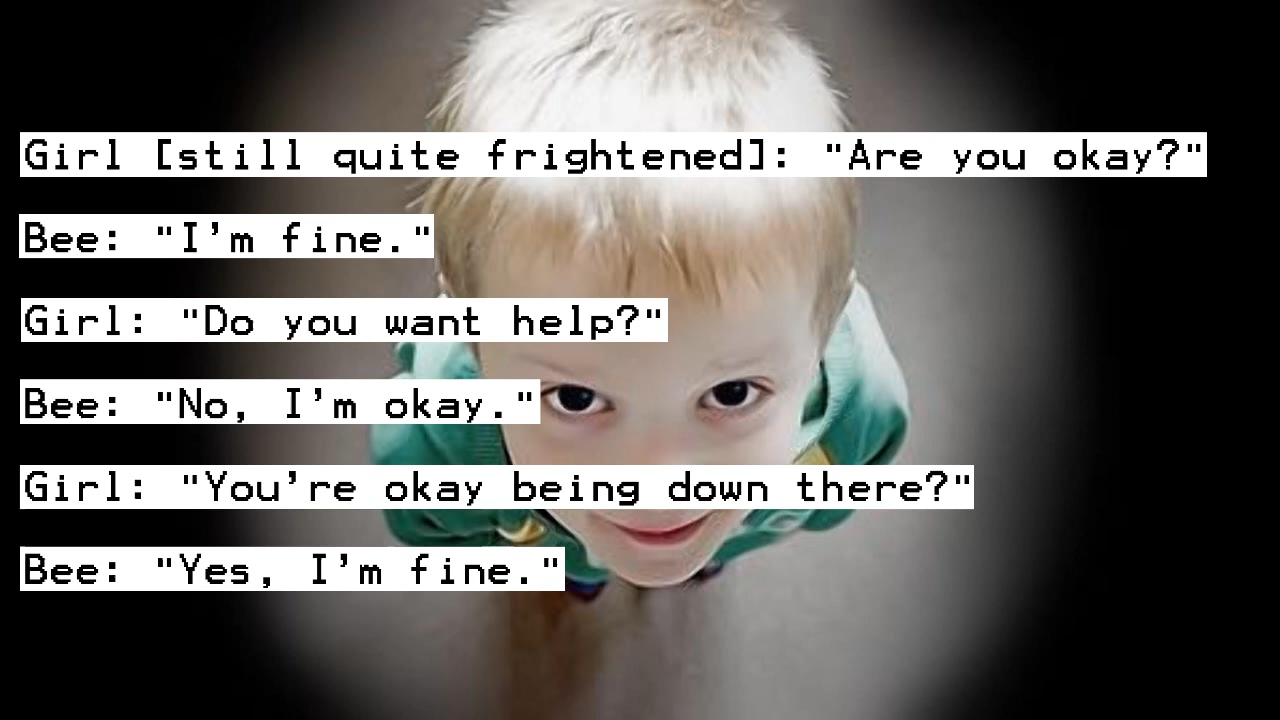 Girl [still quite frightened]: "Are you okay?"
Bee: "I'm fine."
Girl: "Do you want help?"
Bee: "No, I'm okay."
Girl: "You're okay being down there?"
Bee: "Yes, I'm fine."